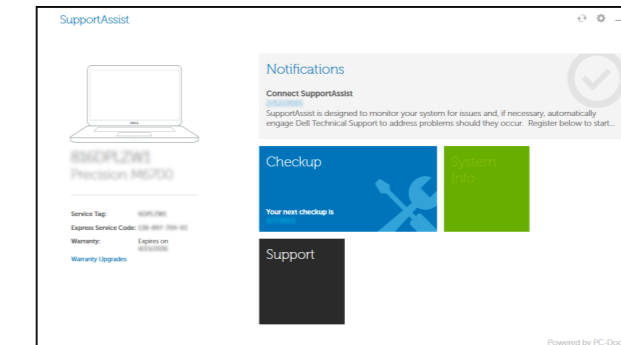 SupportAssist
Notifications
Connect SupportAssist
SupportAssist is designed to monitor your system for issues and, if necessary, automatically
engage Dell Technical Support to address problems should they occur. Register below to start...
Precision M6700
Checkup
System
Info
Your next checkup is
Service Tag:
Express Service Code:
Warranty: Expires on
Warranty Upgrades
Support
Powered by PC-Doc